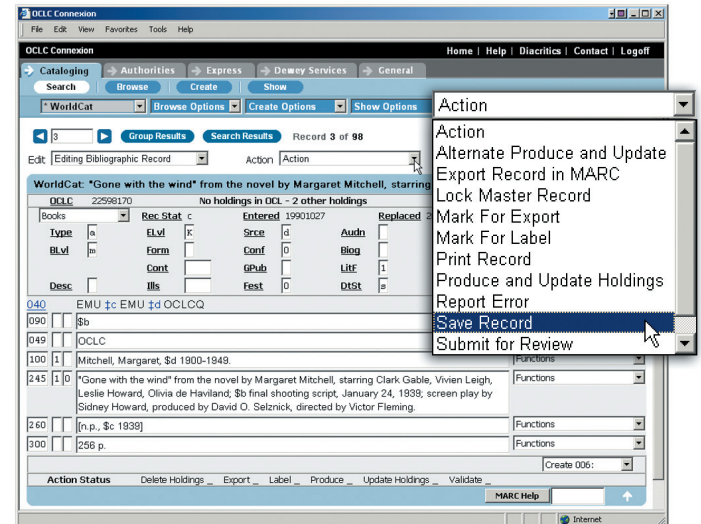 OCLC Connexion
File Edit View Favorites Tools Help
OCLC Connexion Home | Help | Diacritics | Contact | Logoff
Cataloging Authorities Express Dewey Services General
Search Browse Create Show
* WorldCat Browse Options Create Options Show Options
3 Group Results Search Results Record 3 of 98
Edit Editing Bibliographic Record Action Action
WorldCat: "Gone with the wind" from the novel by Margaret Mitchell, starring
OCLC 22598170 No holdings in OCL - 2 other holdings
Books Rec Stat c Entered 19901027 Replaced 2
Type a ELvl K Srce d Audn
BLvl m Form Conf 0 Biog
Cont GPub LitF 1
Desc Ills Fest 0 DtSt s
040 EMU ‡c EMU ‡d OCLCQ
090 $b
049 OCLC
100 1 Mitchell, Margaret, $d 1900-1949. Functions
245 1 0 "Gone with the wind" from the novel by Margaret Mitchell, starring Clark Gable, Vivien Leigh, Functions
Leslie Howard, Olivia de Haviland; $b final shooting script, January 24, 1939; screen play by
Sidney Howard, produced by David O. Selznick, directed by Victor Fleming.
260 [n.p., $c 1939] Functions
300 256 p. Functions
Create 006:
Action Status Delete Holdings _ Export _ Label _ Produce _ Update Holdings _ Validate _
MARC Help
Internet
Action
Action
Alternate Produce and Update
Export Record in MARC
Lock Master Record
Mark For Export
Mark For Label
Print Record
Produce and Update Holdings
Report Error
Save Record
Submit for Review